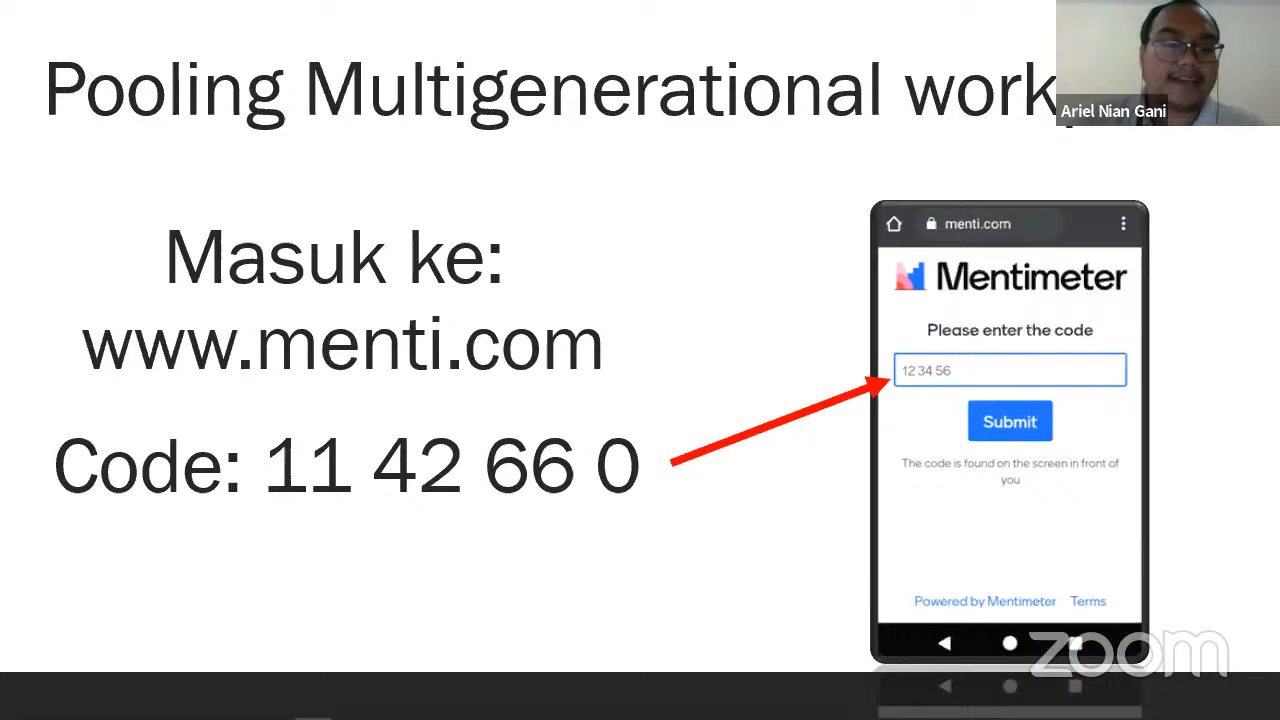 Pooling Multigenerational work
Ariel Nian Gani
Masuk ke:
www.menti.com
Code: 11 42 66 0
menti.com
Mentimeter
Please enter the code
12 34 56
Submit
The code is found on the screen in front of
you
Powered by Mentimeter Terms
zoom